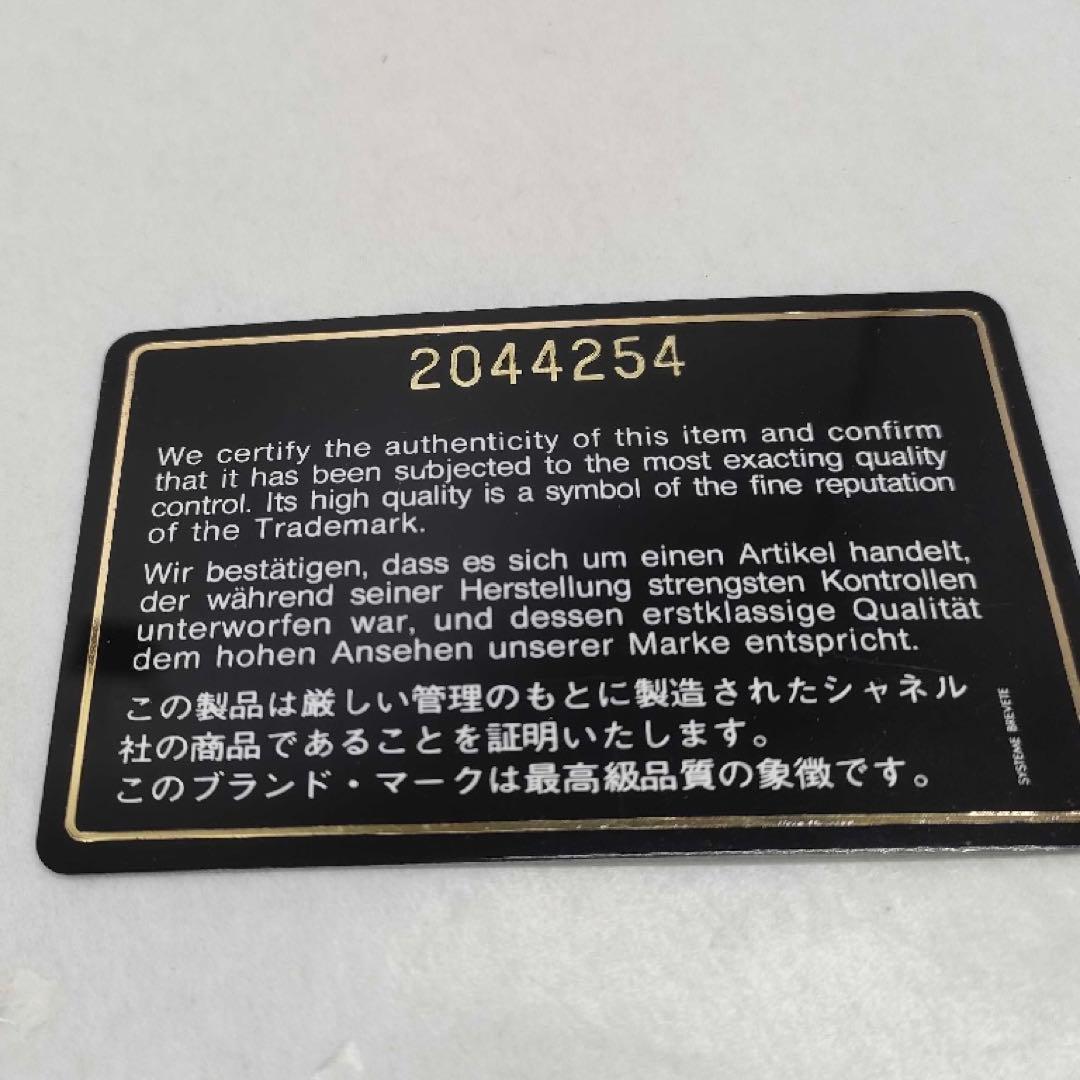 2044254
We certify the authenticity of this item and confirm
that it has been subjected to the most exacting quality
control. Its high quality is a symbol of the fine reputation
of the Trademark.
Wir bestätigen, dass es sich um einen Artikel handelt,
der während seiner Herstellung strengsten Kontrollen
unterworfen war, und dessen erstklassige Qualität
dem hohen Ansehen unserer Marke entspricht.
この製品は厳しい管理のもとに製造されたシャネル
社の商品であることを証明いたします。
このブランド・マークは最高級品質の象徴です。
SYSTEME BREVETE